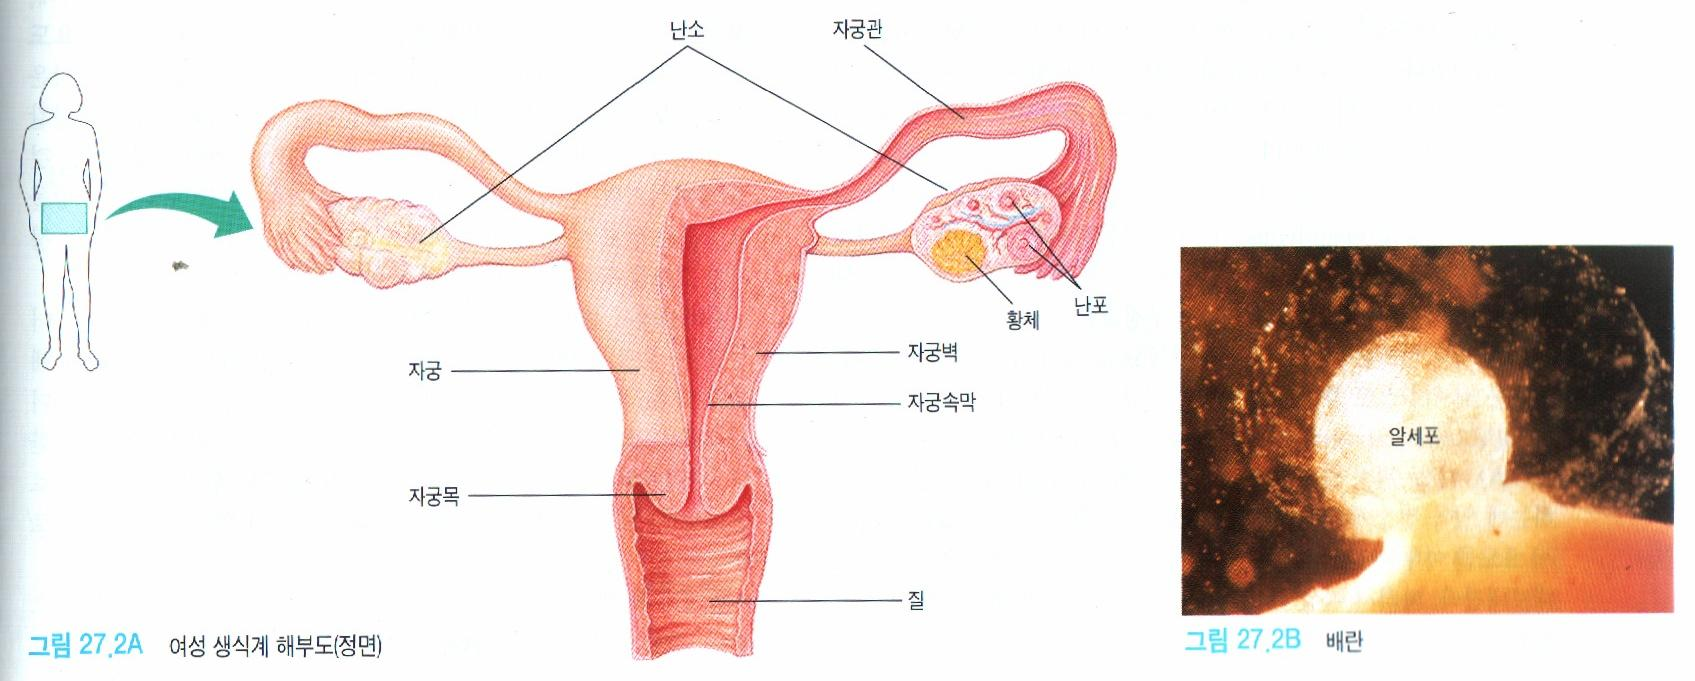 난소
자궁관
황체
난포
자궁벽
자궁
자궁속막
자궁목
질
알세포
그림 27.2A 여성 생식계 해부도(정면)
그림 27.2B 배란